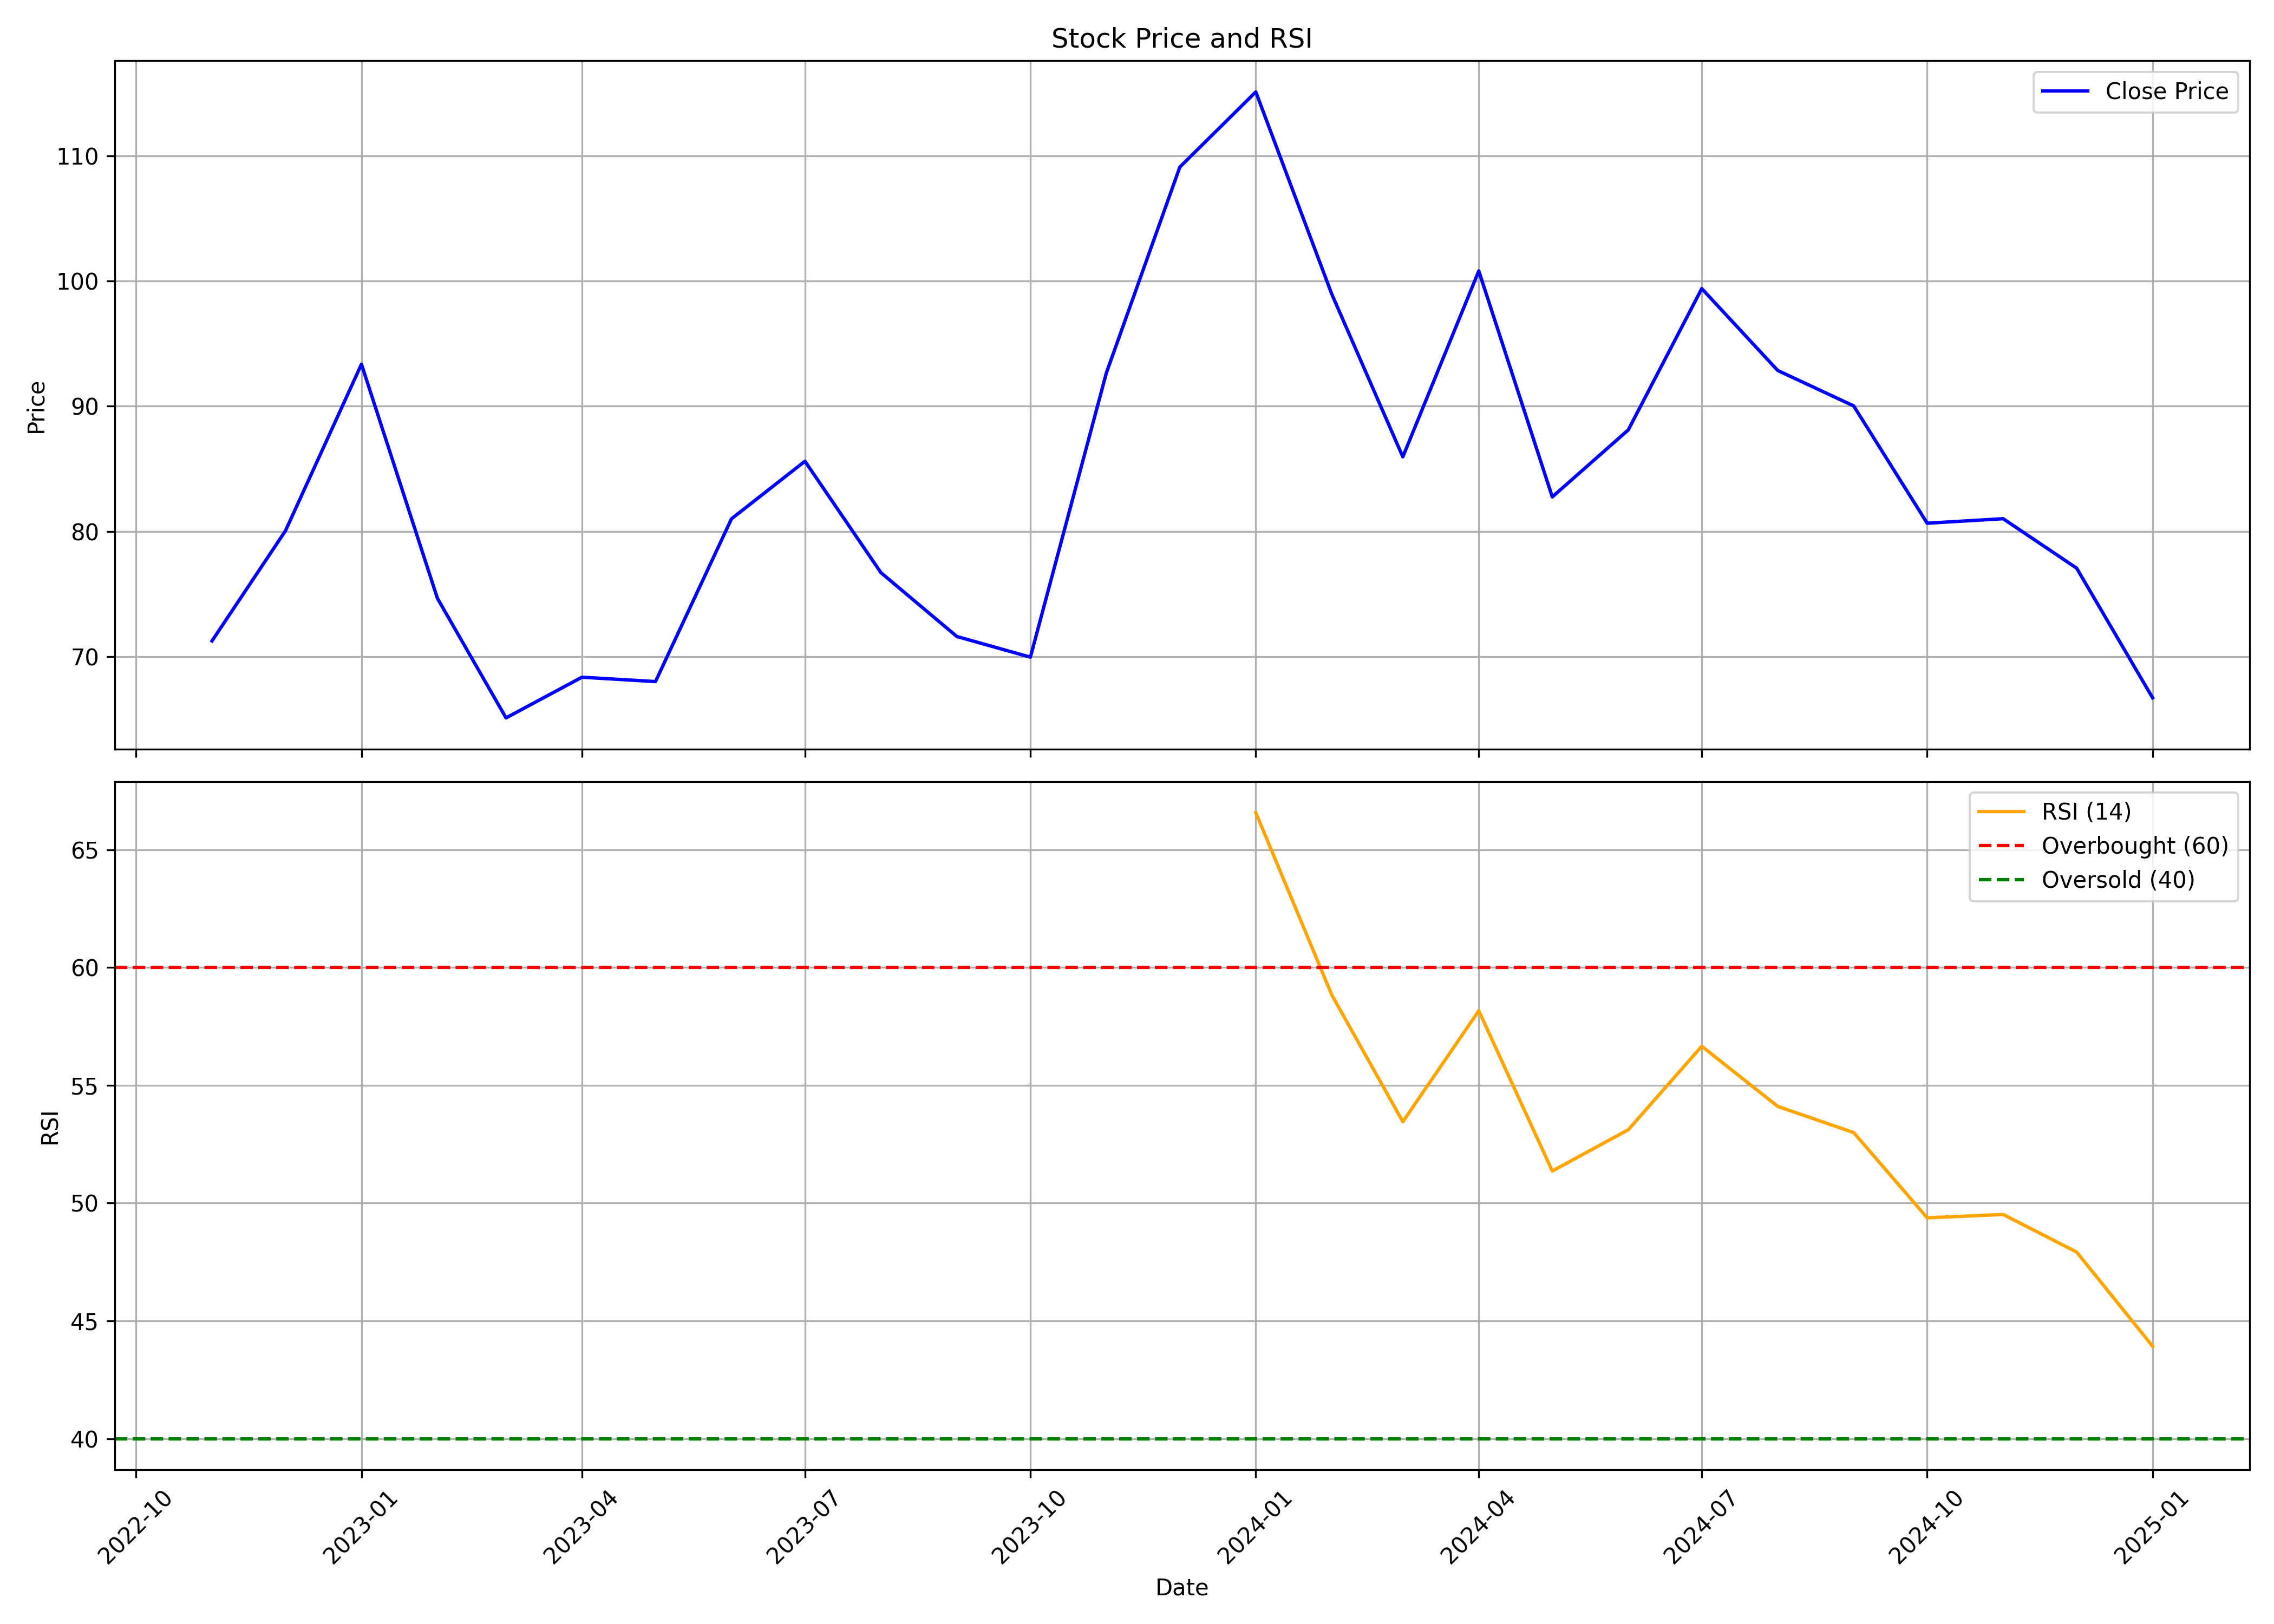 Stock Price and RSI
Close Price
110
100
90
80
70
Price
RSI (14)
Overbought (60)
Oversold (40)
65
60
55
50
45
40
RSI
2022-10
2023-01
2023-04
2023-07
2023-10
2024-01
2024-04
2024-07
2024-10
2025-01
Date